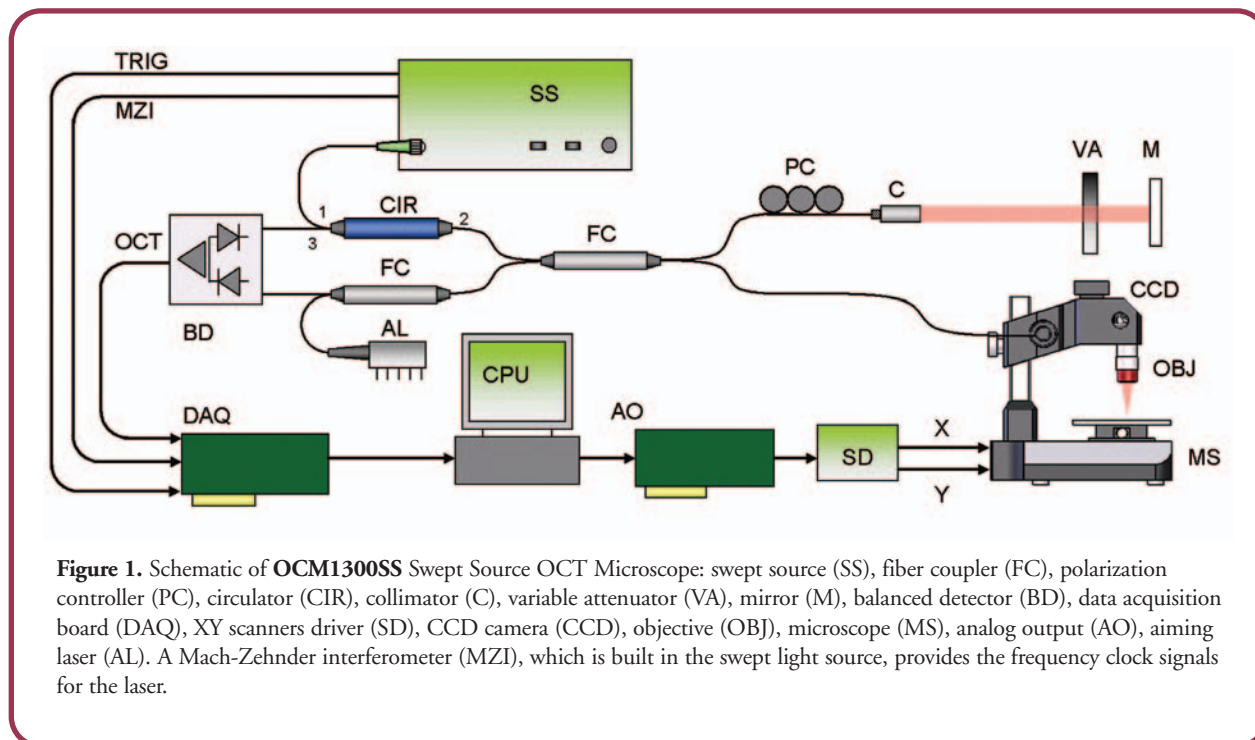 TRIG
MZI
SS
PC
C
VA
M
1
CIR
2
3
OCT
FC
FC
BD
AL
CCD
OBJ
CPU
DAQ
AO
SD
X
Y
MS
Figure 1. Schematic of OCM1300SS Swept Source OCT Microscope: swept source (SS), fiber coupler (FC), polarization
controller (PC), circulator (CIR), collimator (C), variable attenuator (VA), mirror (M), balanced detector (BD), data acquisition
board (DAQ), XY scanners driver (SD), CCD camera (CCD), objective (OBJ), microscope (MS), analog output (AO), aiming
laser (AL). A Mach-Zehnder interferometer (MZI), which is built in the swept light source, provides the frequency clock signals
for the laser.